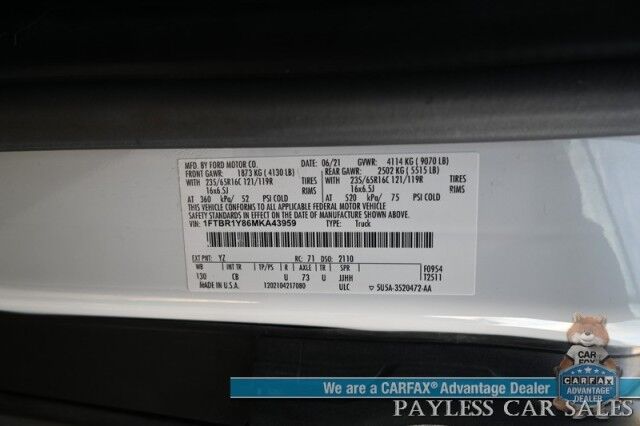 MFD. BY FORD MOTOR CO. 06/21 GVWR: 4114 KG ( 9070 LB)
FRONT GAWR: 1873 KG ( 4130 LB) REAR GAWR: 2502 KG ( 5515 LB)
WITH 235/65R16C 121/119R TIRES WITH 235/65R16C 121/119R TIRES
16x6.5J RIMS 16x6.5J RIMS
AT 360 kPa/ 52 PSI COLD AT 520 kPa/ 75 PSI COLD
THIS VEHICLE CONFORMS TO ALL APPLICABLE FEDERAL MOTOR VEHICLE
SAFETY STANDARDS IN EFFECT ON THE DATE OF MANUFACTURE SHOWN ABOVE.
VIN: 1FTBR1Y86MKA43959 TYPE: Truck
EXT PNT: YZ RC: 71 DSO: 2110
WB INT TR TP/PS R AXLE TR SPR F0954
130 CB U 73 U JJHH T2511
MADE IN U.S.A. 1202104217080 ULC 5U5A-3520472-AA
CAR
FOX
We are a CARFAX® Advantage Dealer
CARFAX
ADVANTAGE
DEALER
PAYLESS CAR SALES